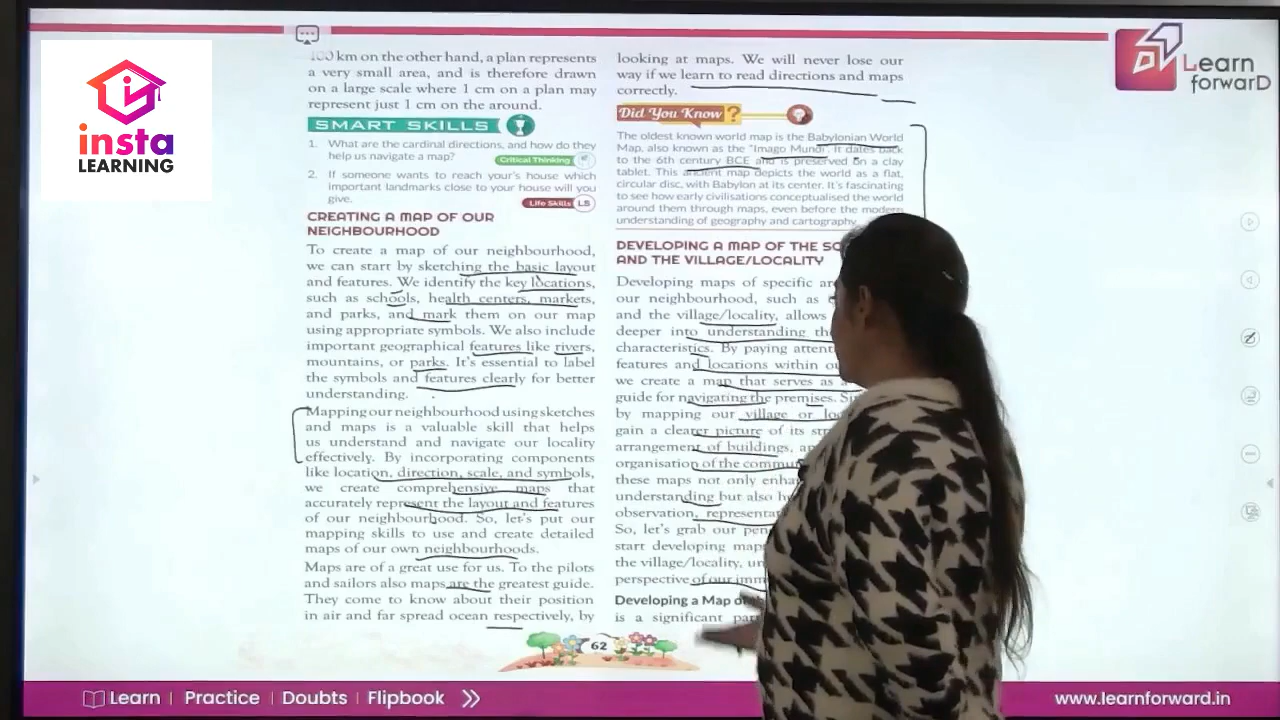 insta
LEARNING
Learn
forwarD
100 km on the other hand, a plan represents
a very small area, and is therefore drawn
on a large scale where 1 cm on a plan may
represent just 1 cm on the around.
SMART SKILLS
1. What are the cardinal directions, and how do they
help us navigate a map?
Critical Thinking
2. If someone wants to reach your's house which
important landmarks close to your house will you
give.
Life Skills LS
CREATING A MAP OF OUR
NEIGHBOURHOOD
To create a map of our neighbourhood,
we can start by sketching the basic layout
and features. We identify the key locations,
such as schools, health centers, markets,
and parks, and mark them on our map
using appropriate symbols. We also include
important geographical features like rivers,
mountains, or parks. It's essential to label
the symbols and features clearly for better
understanding.
Mapping our neighbourhood using sketches
and maps is a valuable skill that helps
us understand and navigate our locality
effectively. By incorporating components
like location, direction, scale, and symbols,
we create comprehensive maps that
accurately represent the layout and features
of our neighbourhood. So, let's put our
mapping skills to use and create detailed
maps of our own neighbourhoods.
Maps are of a great use for us. To the pilots
and sailors also maps are the greatest guide.
They come to know about their position
in air and far spread ocean respectively, by
looking at maps. We will never lose our
way if we learn to read directions and maps
correctly.
Did You Know ?
The oldest known world map is the Babylonian World
Map, also known as the "Imago Mundi". It dates back
to the 6th century BCE and is preserved on a clay
tablet. This ancient map depicts the world as a flat,
circular disc, with Babylon at its center. It's fascinating
to see how early civilisations conceptualised the world
around them through maps, even before the modern
understanding of geography and cartography.
DEVELOPING A MAP OF THE
AND THE VILLAGE/LOCALITY
Developing maps of specific
our neighbourhood, such as
and the village/locality, allows
deeper into understanding
characteristics. By paying
features and locations within
we create a map that serves as
guide for navigating the premises.
by mapping our village or
gain a clearer picture of its
arrangement of buildings,
organisation of the
these maps not only
understanding but also
observation,
So, let's grab our
start developing
the village/locality,
perspective of our
Developing a Map
is a significant
62
Learn | Practice | Doubts | Flipbook
www.learnforward.in